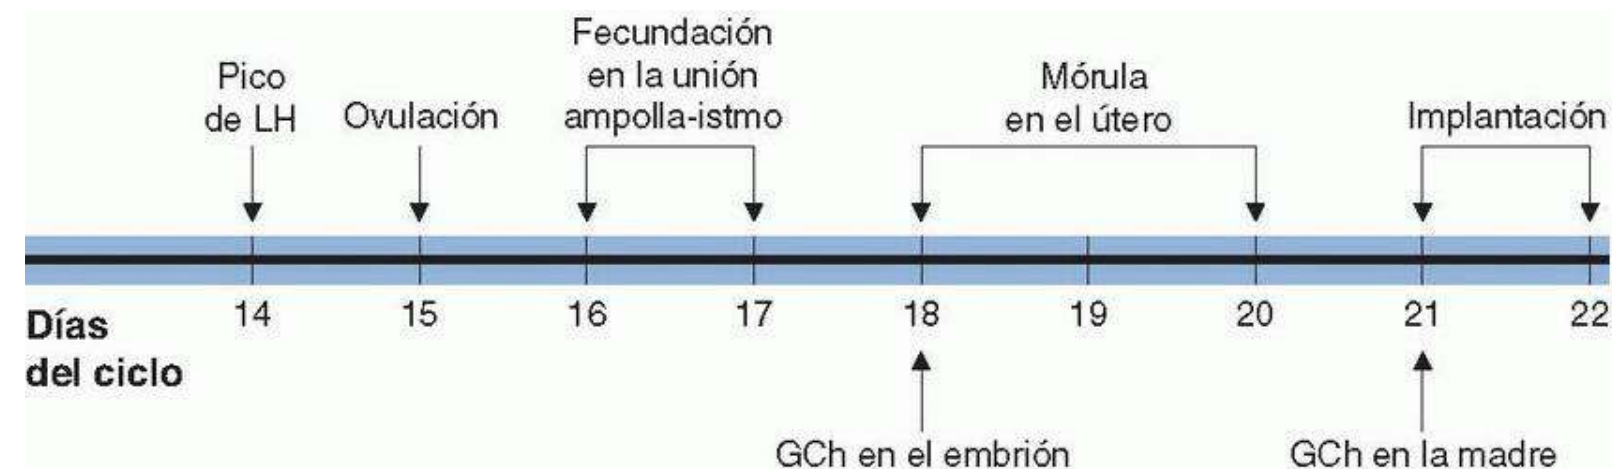 Pico
de LH
Ovulación
Fecundación
en la unión
ampolla-istmo
Mórula
en el útero
Implantación
Días
del ciclo
14 15 16 17 18 19 20 21 22
GCh en el embrión
GCh en la madre